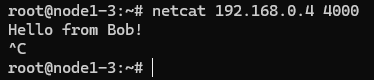 root@node1-3:~# netcat 192.168.0.4 4000
Hello from Bob!
^C
root@node1-3:~#